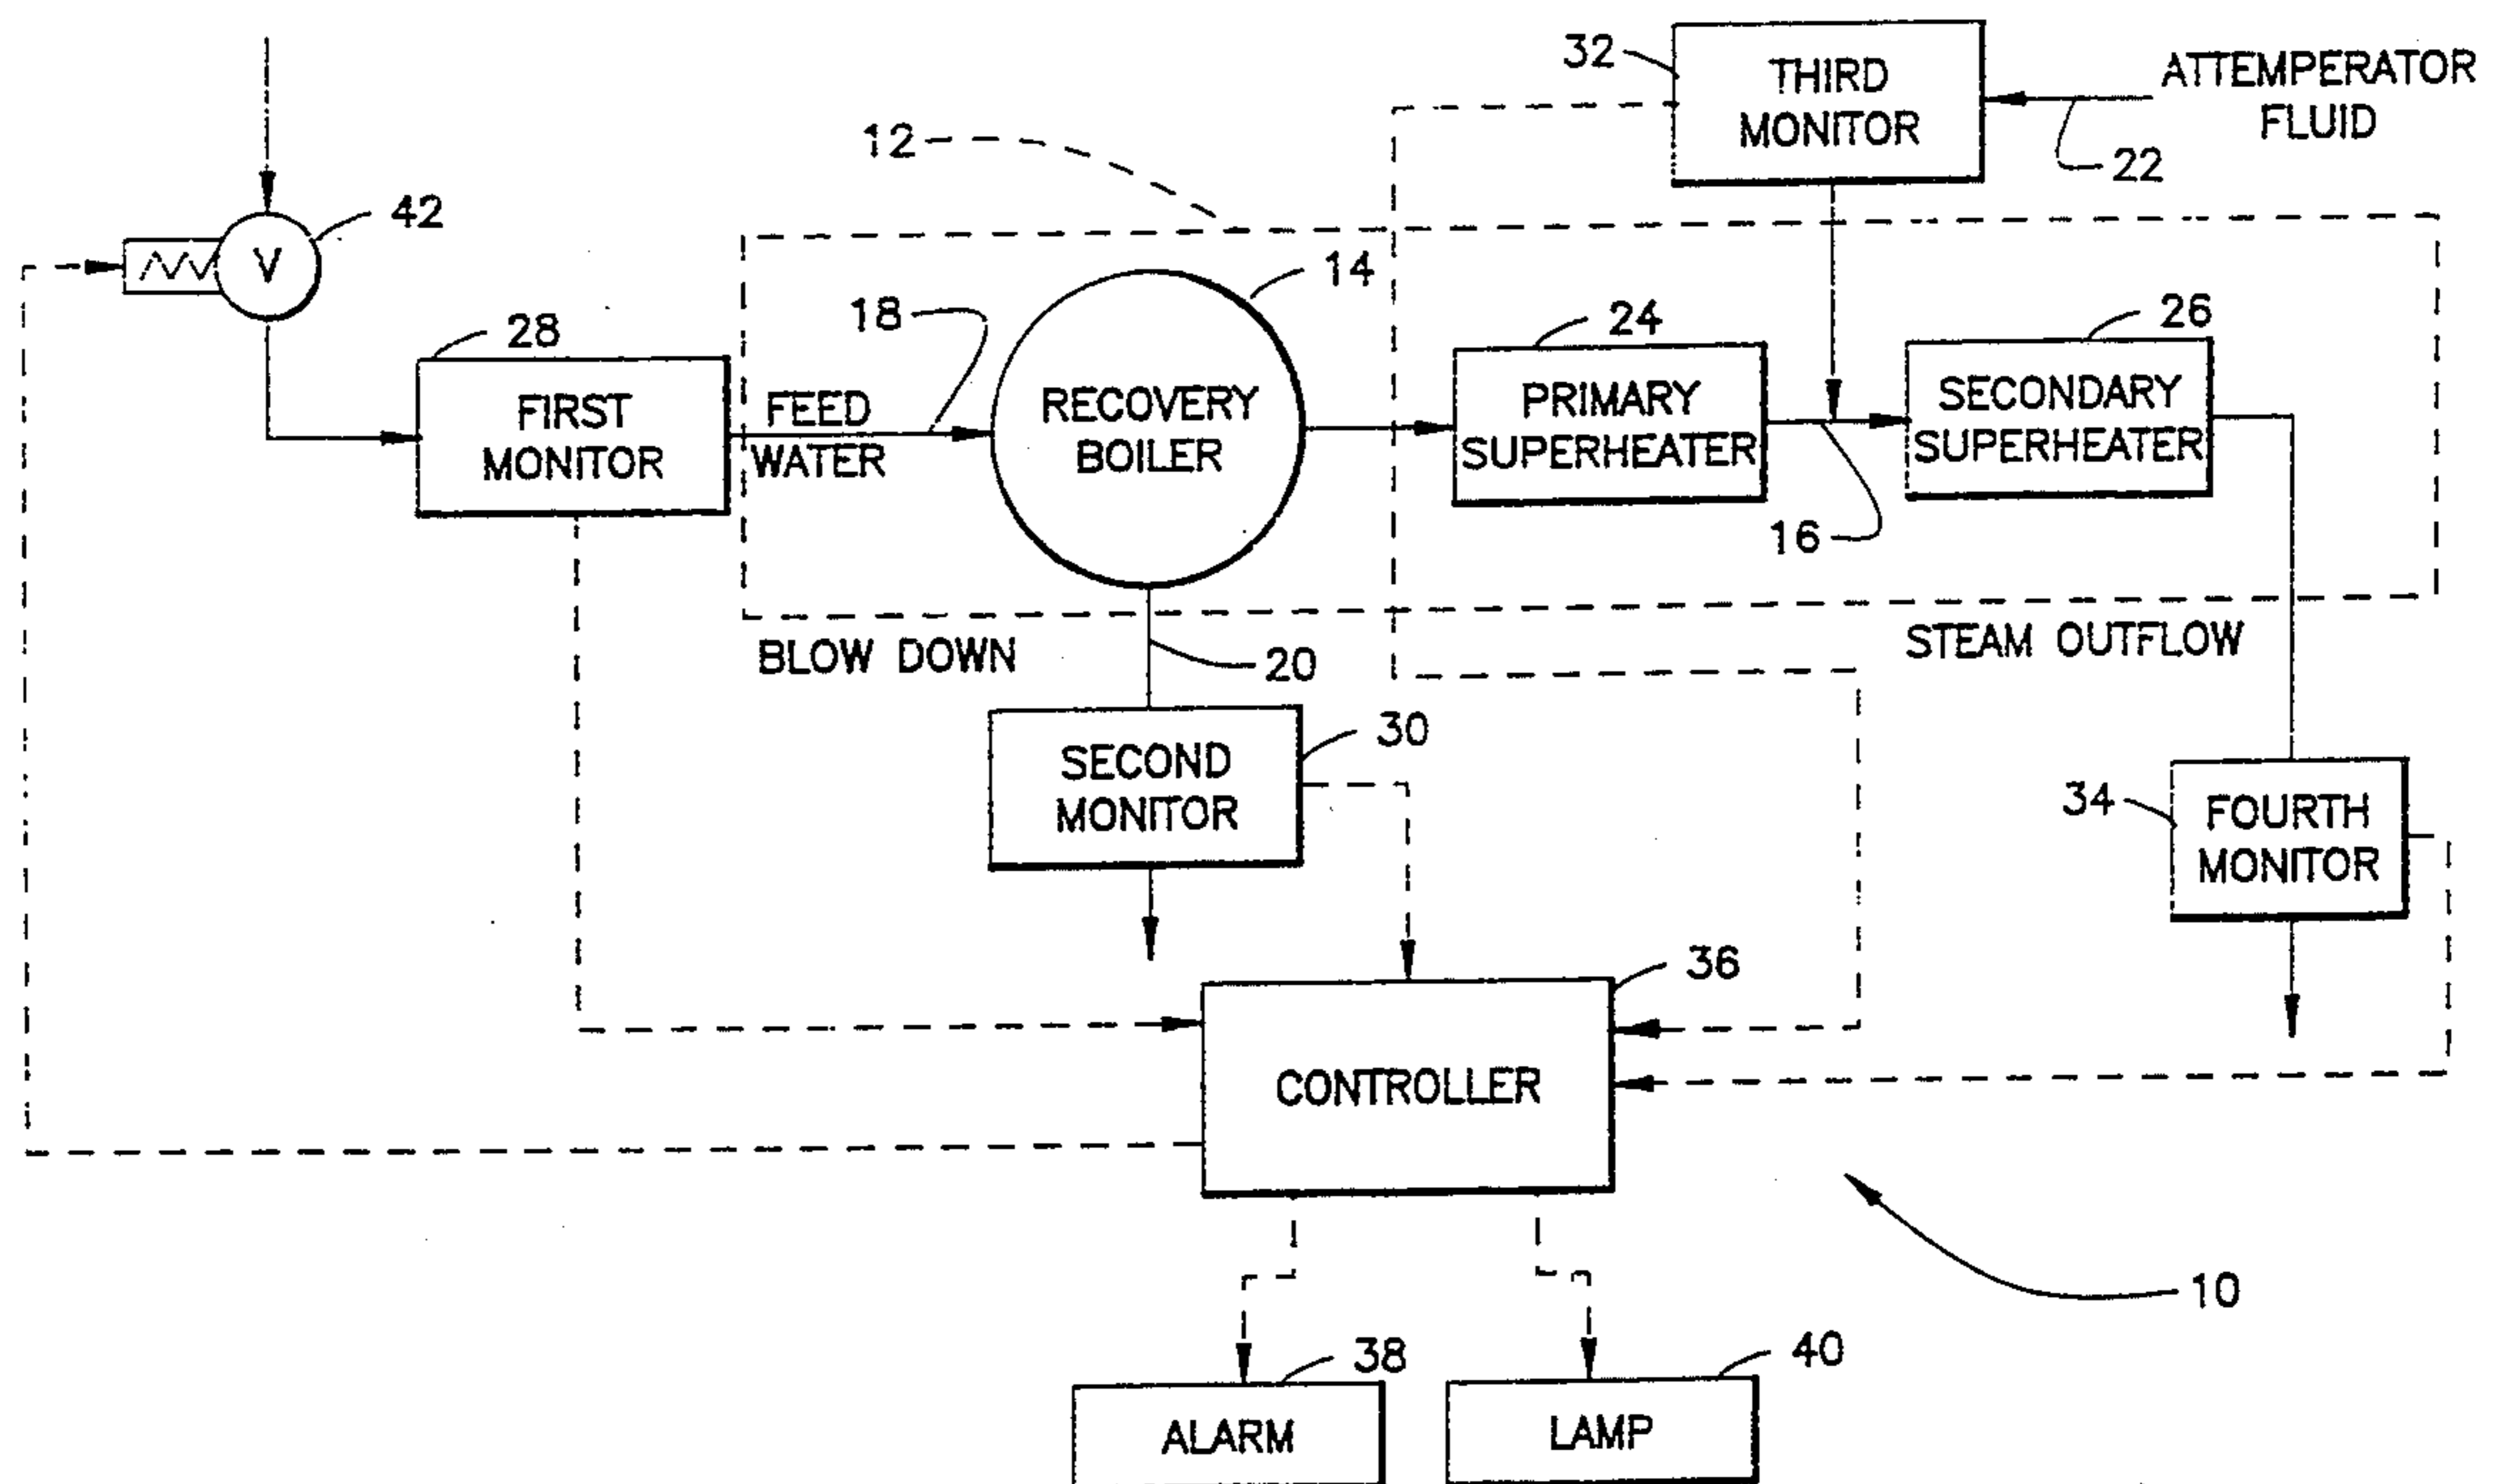 32
THIRD
MONITOR
ATTEMPERATOR
FLUID
22
12
42
V
14
28
18
24
26
FIRST
MONITOR
FEED
WATER
RECOVERY
BOILER
PRIMARY
SUPERHEATER
SECONDARY
SUPERHEATER
16
BLOW DOWN
20
STEAM OUTFLOW
SECOND
MONITOR
30
34
FOURTH
MONITOR
36
CONTROLLER
10
38
40
ALARM
LAMP